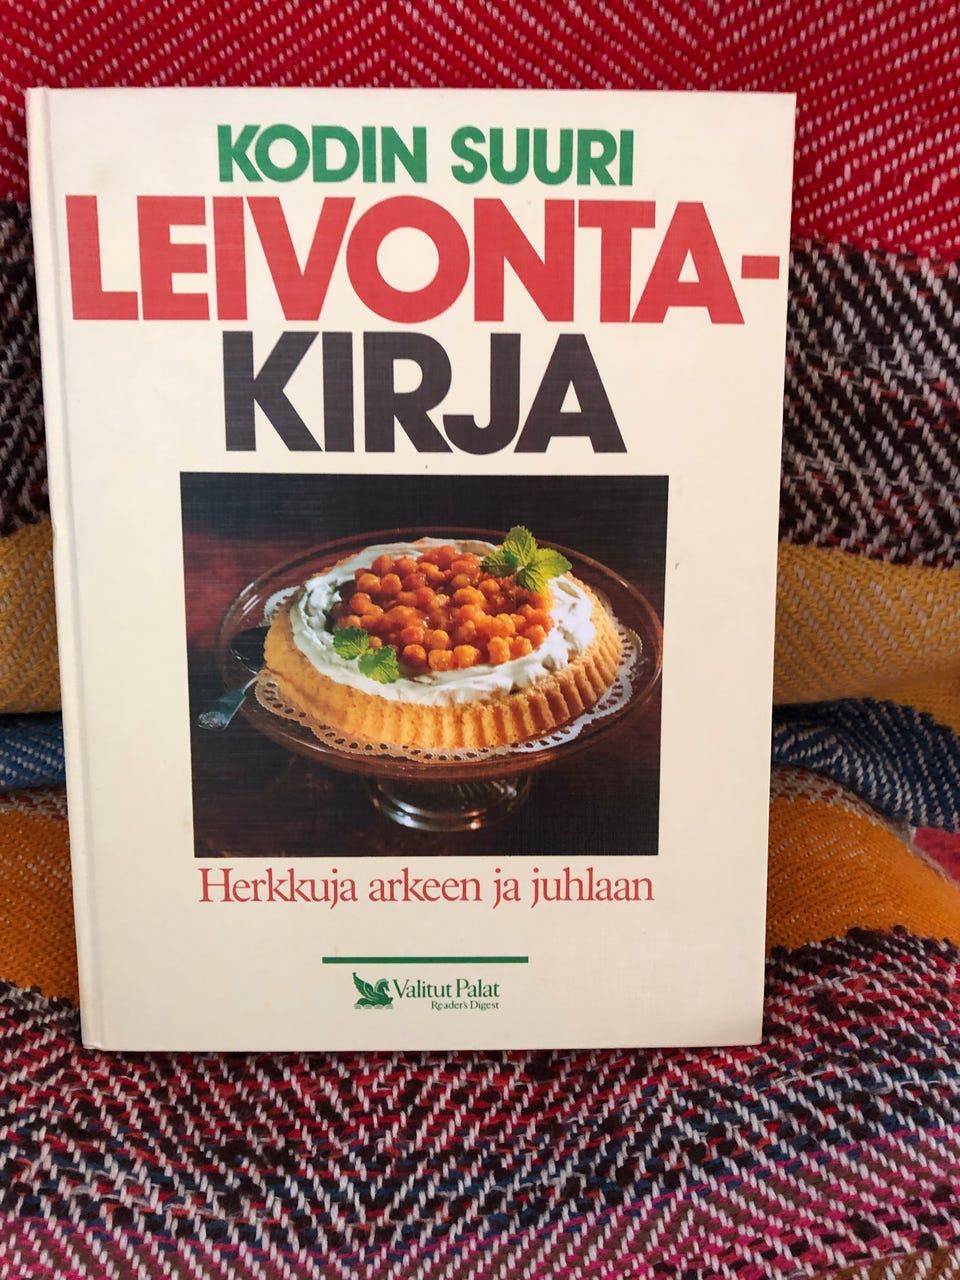 KODIN SUURI
LEIVONTA-
KIRJA
Herkkuja arkeen ja juhlaan
Valitut Palat
Reader's Digest